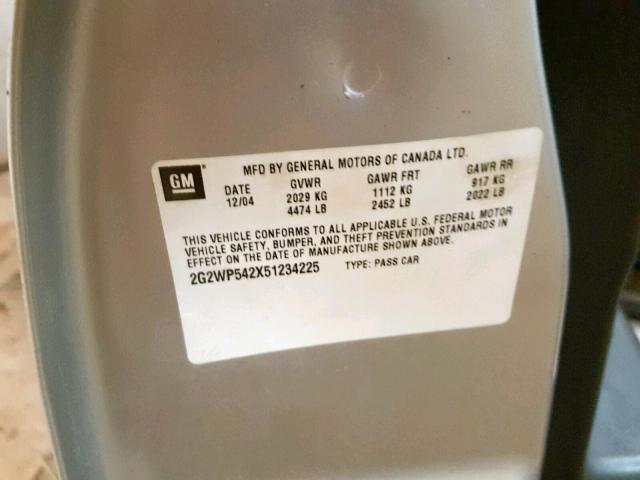 GM
MFD BY GENERAL MOTORS OF CANADA LTD.
DATE GVWR GAWR FRT GAWR RR
12/04 2029 KG 1112 KG 917 KG
4474 LB 2452 LB 2022 LB
THIS VEHICLE CONFORMS TO ALL APPLICABLE U.S. FEDERAL MOTOR
VEHICLE SAFETY, BUMPER, AND THEFT PREVENTION STANDARDS IN
EFFECT ON THE DATE OF MANUFACTURE SHOWN ABOVE.
2G2WP542X51234225 TYPE: PASS CAR